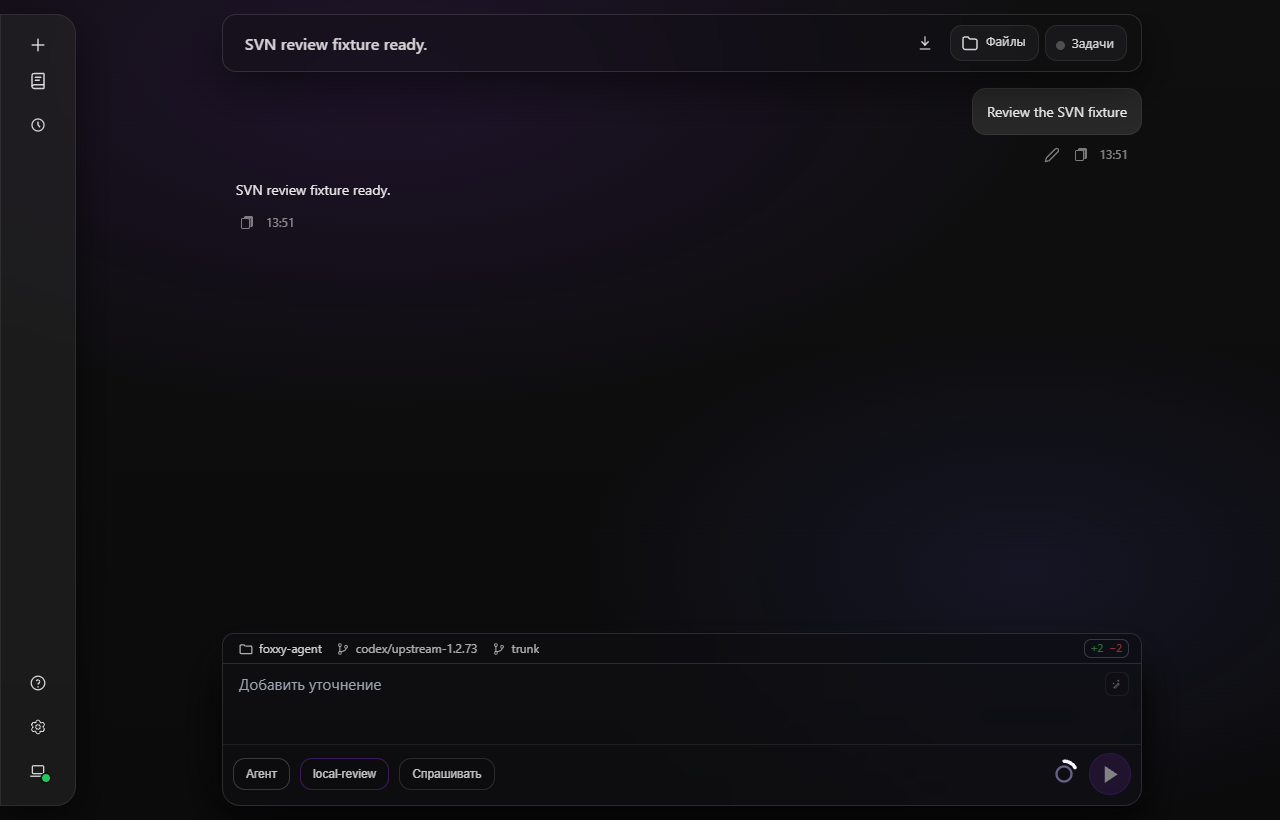 SVN review fixture ready.
Файлы
Задачи
Review the SVN fixture
13:51
SVN review fixture ready.
13:51
foxxy-agent codex/upstream-1.2.73 trunk +2 −2
Добавить уточнение
Агент local-review Спрашивать